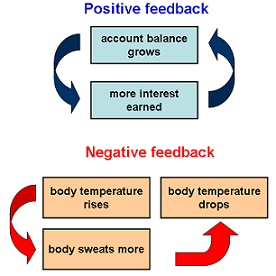 Positive feedback
account balance
grows
more interest
earned
Negative feedback
body temperature
rises
body temperature
drops
body sweats more